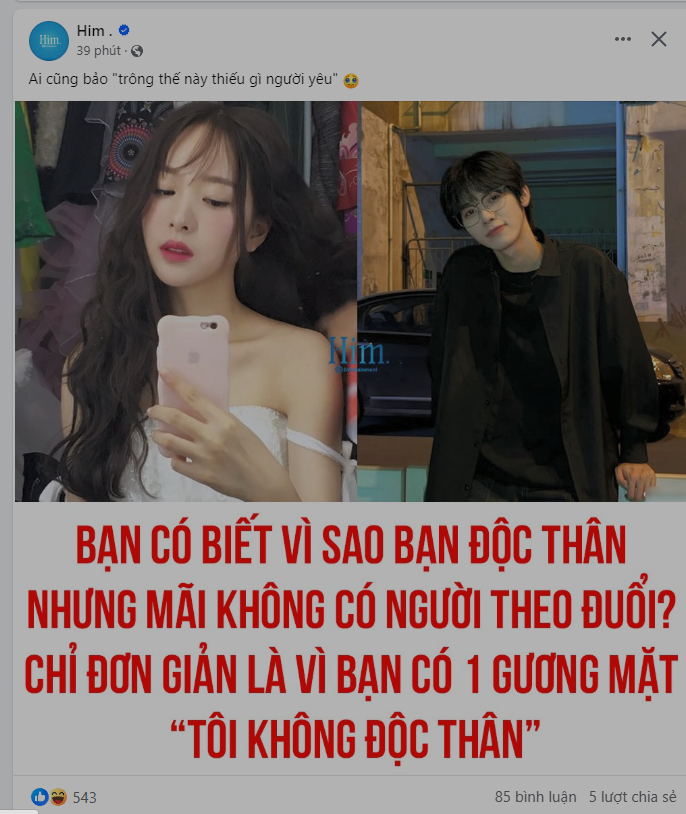 Him.
Him .
39 phút ·
Ai cũng bảo "trông thế này thiếu gì người yêu"
Him.
BẠN CÓ BIẾT VÌ SAO BẠN ĐỘC THÂN
NHƯNG MÃI KHÔNG CÓ NGƯỜI THEO ĐUỔI?
CHỈ ĐƠN GIẢN LÀ VÌ BẠN CÓ 1 GƯƠNG MẶT
“TÔI KHÔNG ĐỘC THÂN”
543
85 bình luận 5 lượt chia sẻ